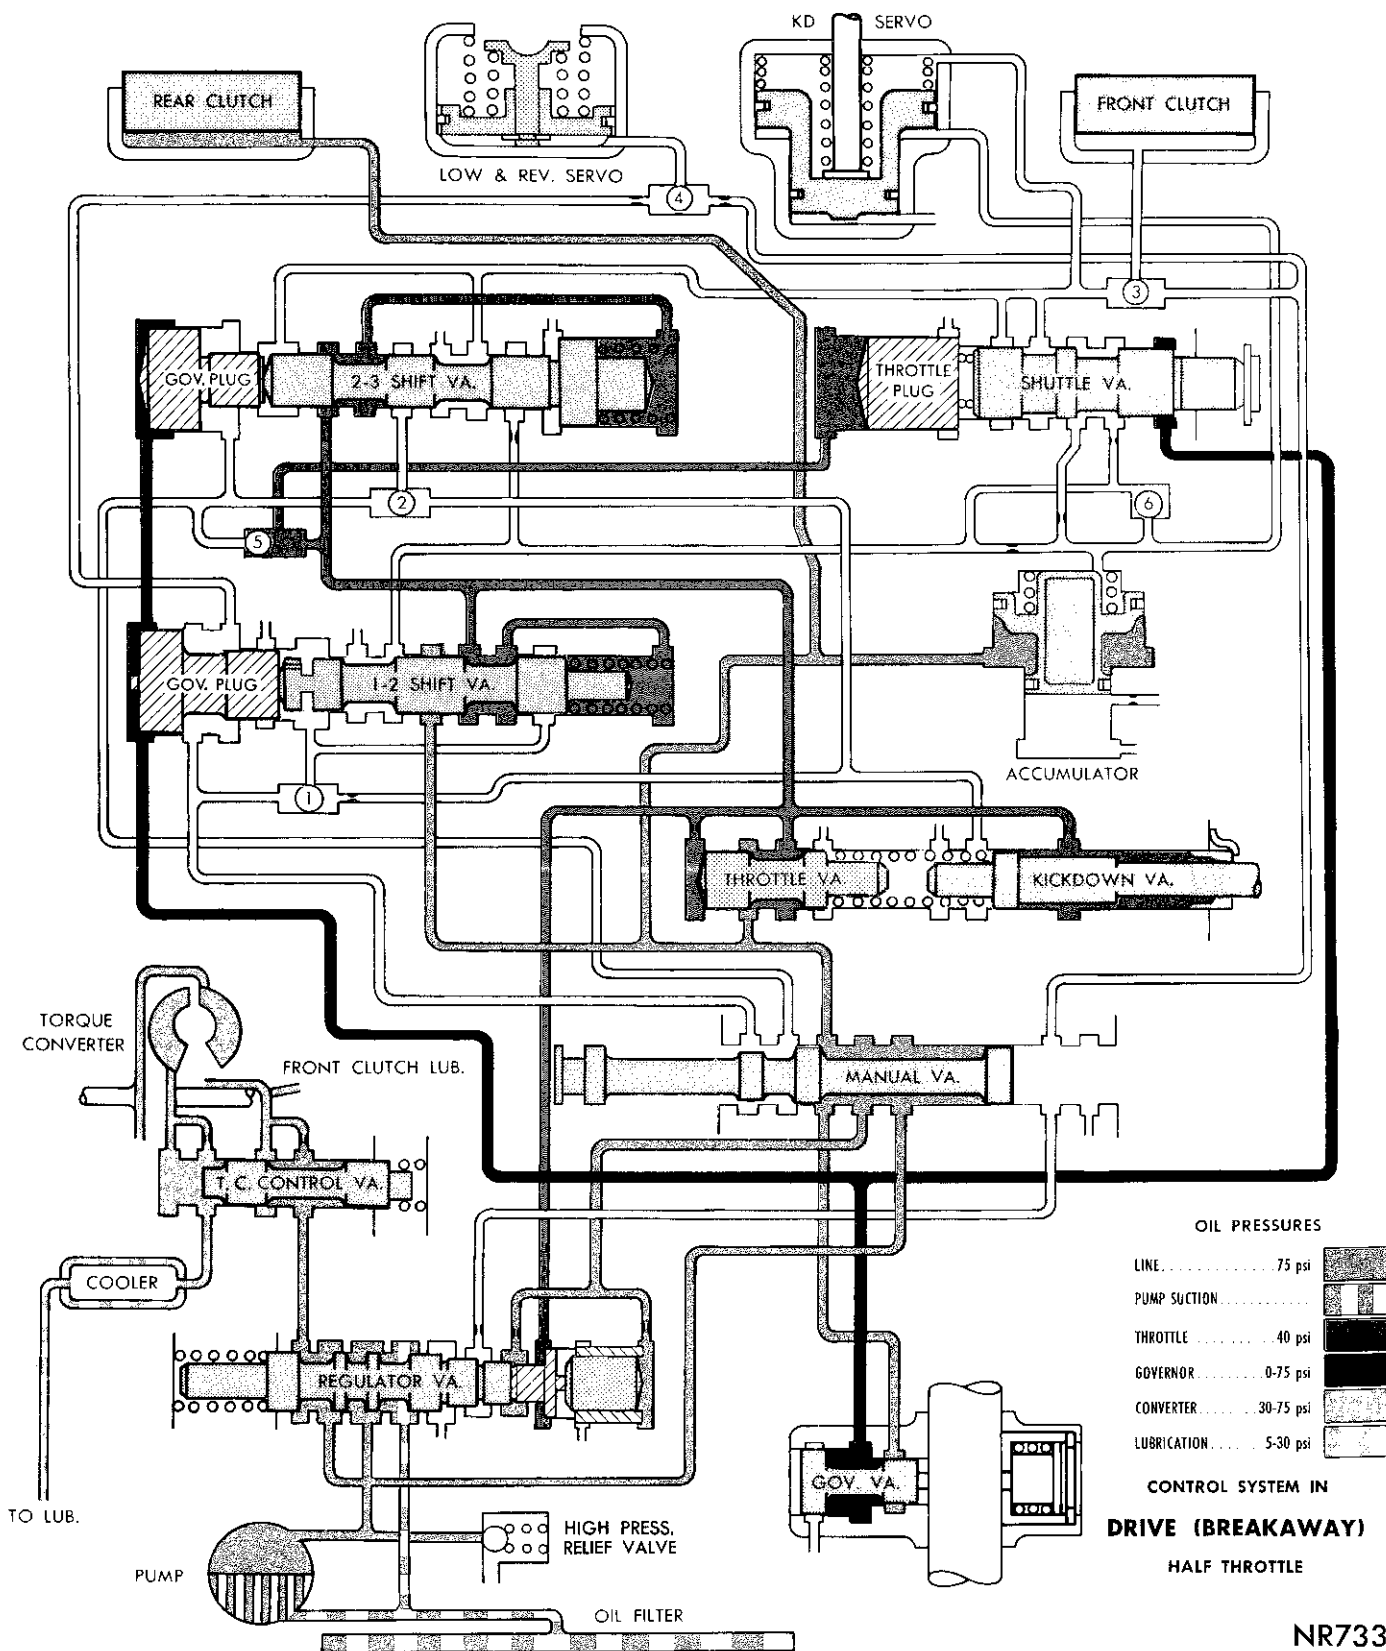 KD SERVO
REAR CLUTCH
FRONT CLUTCH
LOW & REV. SERVO
4
3
GOV. PLUG
2-3 SHIFT VA.
THROTTLE
PLUG
SHUTTLE VA.
2
6
5
GOV. PLUG
1-2 SHIFT VA.
ACCUMULATOR
1
THROTTLE VA
KICKDOWN VA.
TORQUE
CONVERTER
FRONT CLUTCH LUB.
MANUAL VA.
T. C. CONTROL VA.
OIL PRESSURES
LINE.............75 psi
PUMP SUCTION...........
THROTTLE .........40 psi
GOVERNOR........0-75 psi
CONVERTER......30-75 psi
LUBRICATION......5-30 psi
COOLER
REGULATOR VA.
GOV. VA.
CONTROL SYSTEM IN
DRIVE (BREAKAWAY)
HALF THROTTLE
TO LUB.
HIGH PRESS.
RELIEF VALVE
PUMP
OIL FILTER
NR733